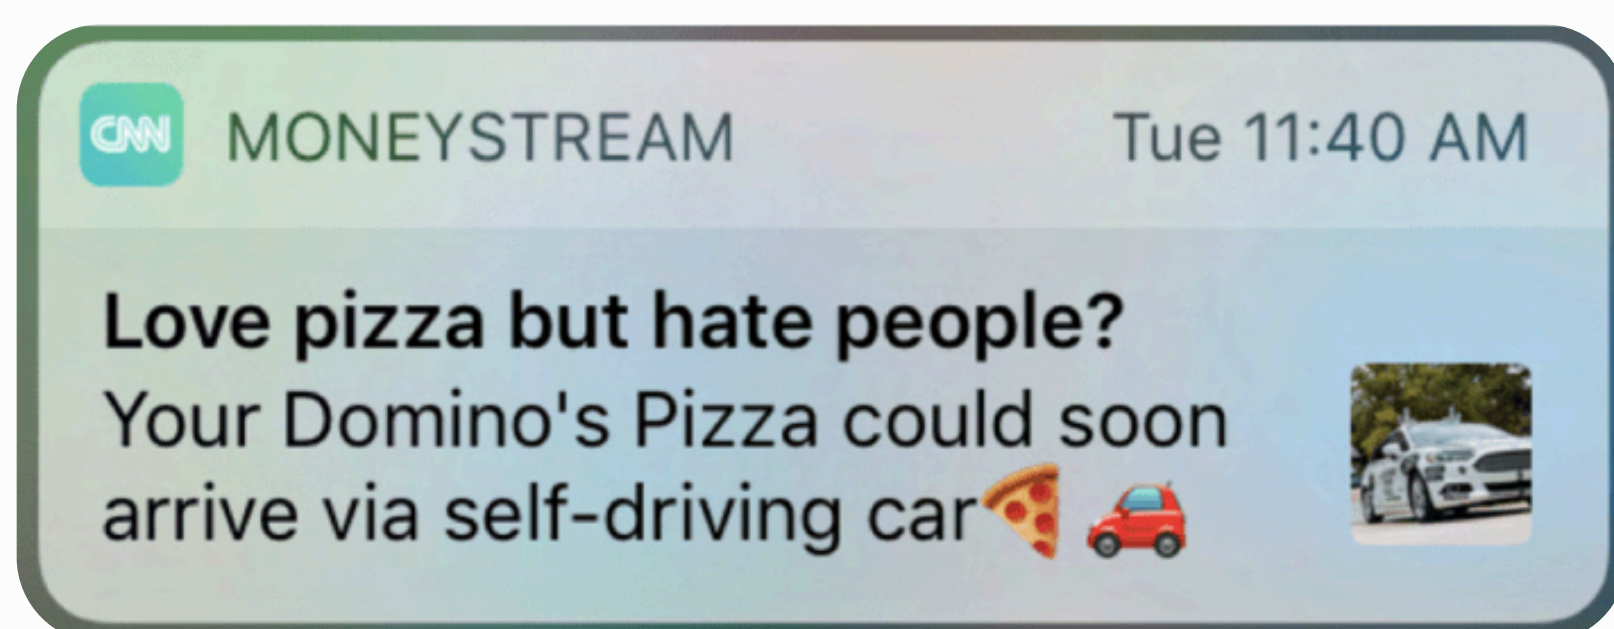 CNN MONEYSTREAM Tue 11:40 AM
Love pizza but hate people?
Your Domino's Pizza could soon
arrive via self-driving car🍕 🚗